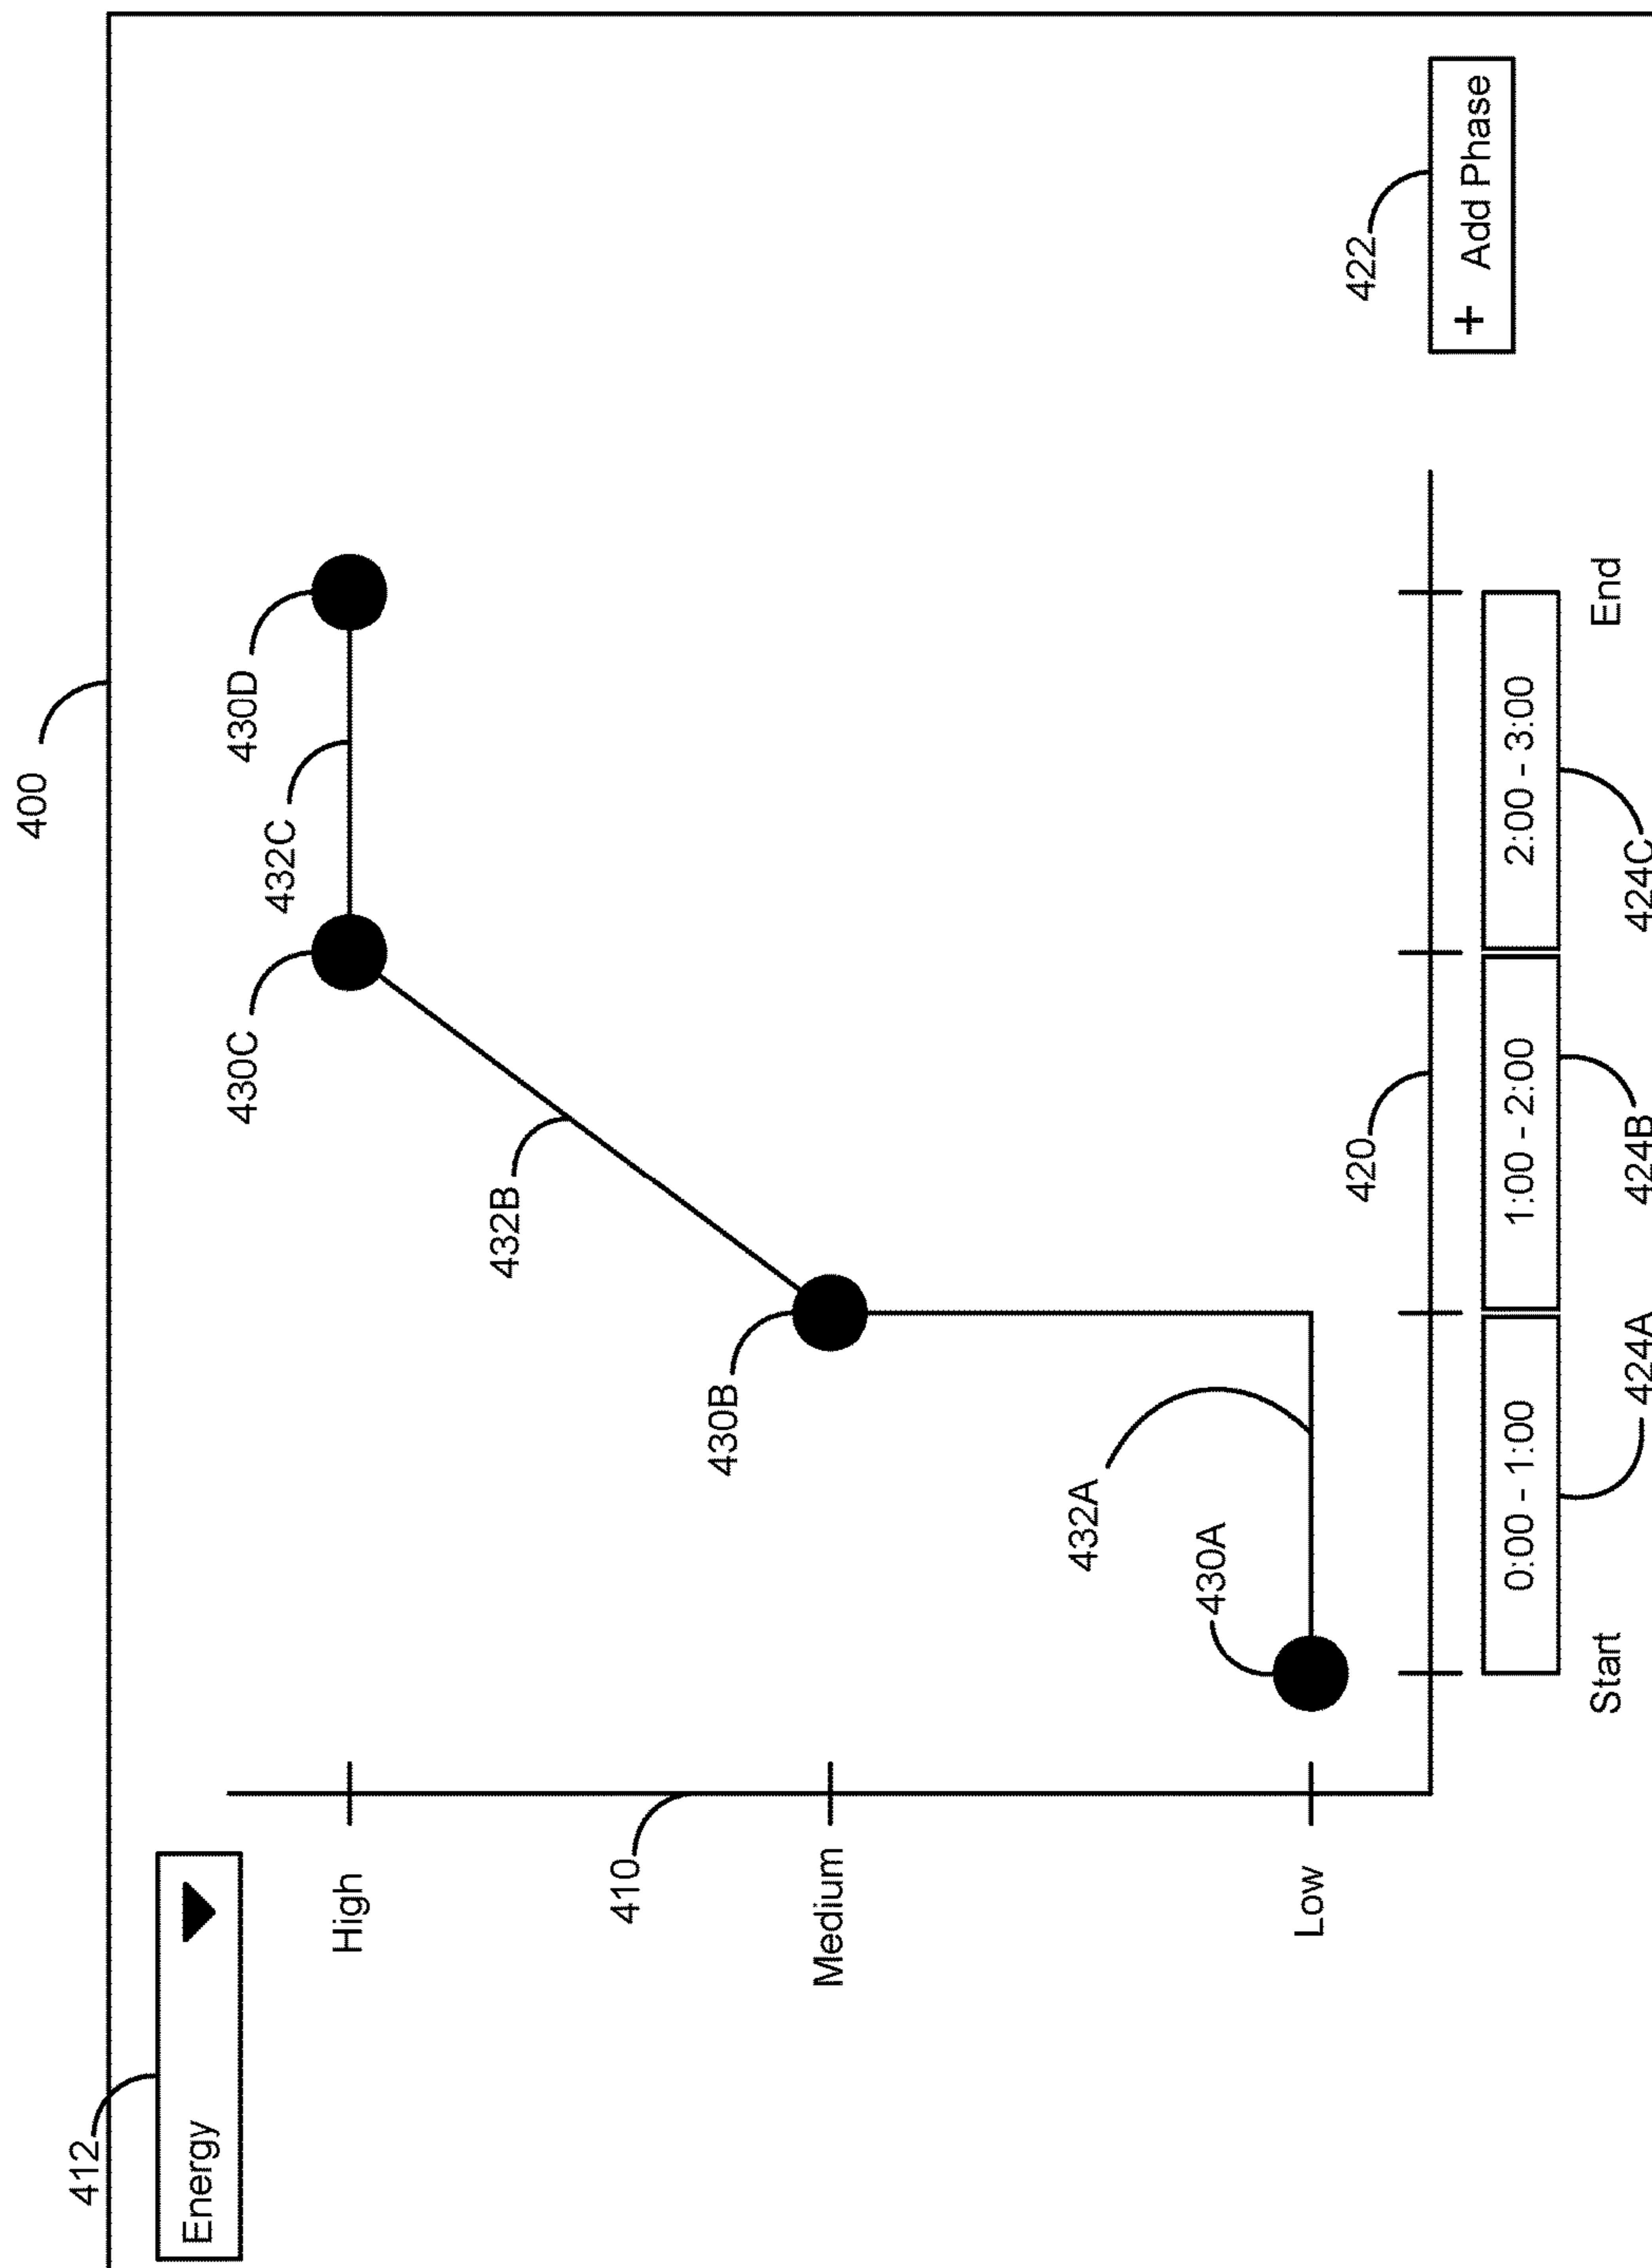 400
412
Energy
430C
430D
High
432C
432B
410
430B
Medium
432A
430A
Low
420
422
+ Add Phase
0:00 - 1:00
1:00 - 2:00
2:00 - 3:00
Start
End
424A
424B
424C